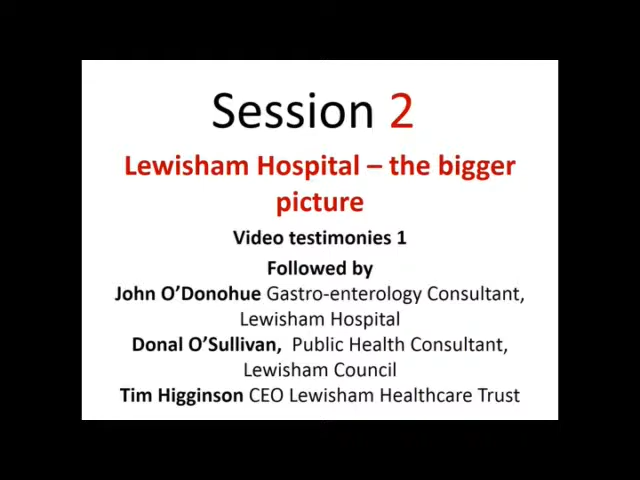 Session 2
Lewisham Hospital – the bigger
picture
Video testimonies 1
Followed by
John O’Donohue Gastro-enterology Consultant,
Lewisham Hospital
Donal O’Sullivan, Public Health Consultant,
Lewisham Council
Tim Higginson CEO Lewisham Healthcare Trust